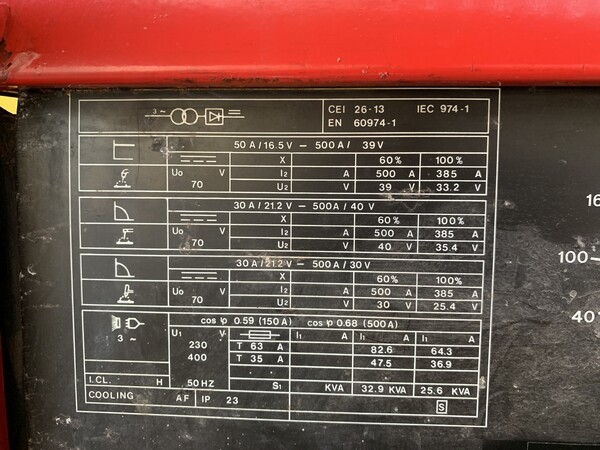 3~
CEI 26-13 IEC 974-1
EN 60974-1
50 A/16.5 V - 500 A/ 39 V
X 60% 100%
Uo V I2 A 500 A 385 A
70 U2 V 39 V 33.2 V
30 A/21.2 V - 500 A/40 V
X 60% 100%
Uo V I2 A 500 A 385 A
70 U2 V 40 V 35.4 V
30 A/21.2 V - 500 A/30 V
X 60% 100%
Uo V I2 A 500 A 385 A
70 U2 V 30 V 25.4 V
cos φ 0.59 (150 A) cos φ 0.68 (500 A)
3~ U1 V I1 A I1 A I1 A
230 T 63 A 82.6 64.3
400 T 35 A 47.5 36.9
I.CL. H 50 HZ S1 KVA 32.9 KVA 25.6 KVA
COOLING AF IP 23 S
100
40